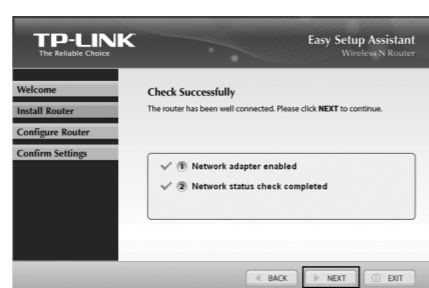 TP-LINK
The Reliable Choice
Easy Setup Assistant
Wireless N Router
Welcome
Install Router
Configure Router
Confirm Settings
Check Successfully
The router has been well connected. Please click NEXT to continue.
1 Network adapter enabled
2 Network status check completed
BACK
NEXT
EXIT